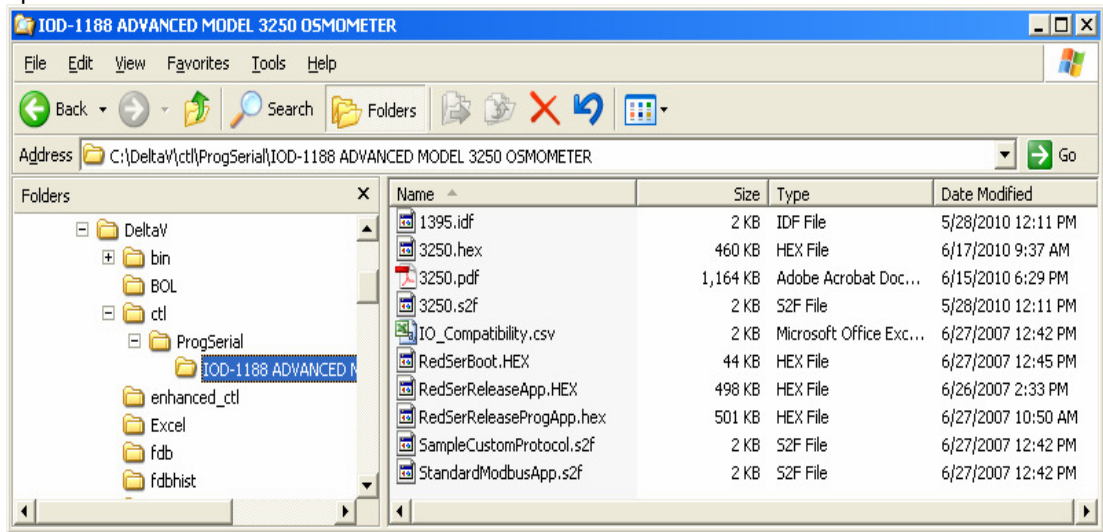 IOD-1188 ADVANCED MODEL 3250 OSMOMETER
File Edit View Favorites Tools Help
Back Search Folders
Address C:\DeltaV\ctl\ProgSerial\IOD-1188 ADVANCED MODEL 3250 OSMOMETER Go
Folders X Name Size Type Date Modified
DeltaV
bin
BOL
ctl
ProgSerial
IOD-1188 ADVANCED M
enhanced_ctl
Excel
fdb
fdbhist
1395.idf 2 KB IDF File 5/28/2010 12:11 PM
3250.hex 460 KB HEX File 6/17/2010 9:37 AM
3250.pdf 1,164 KB Adobe Acrobat Doc... 6/15/2010 6:29 PM
3250.s2f 2 KB S2F File 5/28/2010 12:11 PM
IO_Compatibility.csv 2 KB Microsoft Office Exc... 6/27/2007 12:42 PM
RedSerBoot.HEX 44 KB HEX File 6/27/2007 12:45 PM
RedSerReleaseApp.HEX 498 KB HEX File 6/26/2007 2:33 PM
RedSerReleaseProgApp.hex 501 KB HEX File 6/27/2007 10:50 AM
SampleCustomProtocol.s2f 2 KB S2F File 6/27/2007 12:42 PM
StandardModbusApp.s2f 2 KB S2F File 6/27/2007 12:42 PM